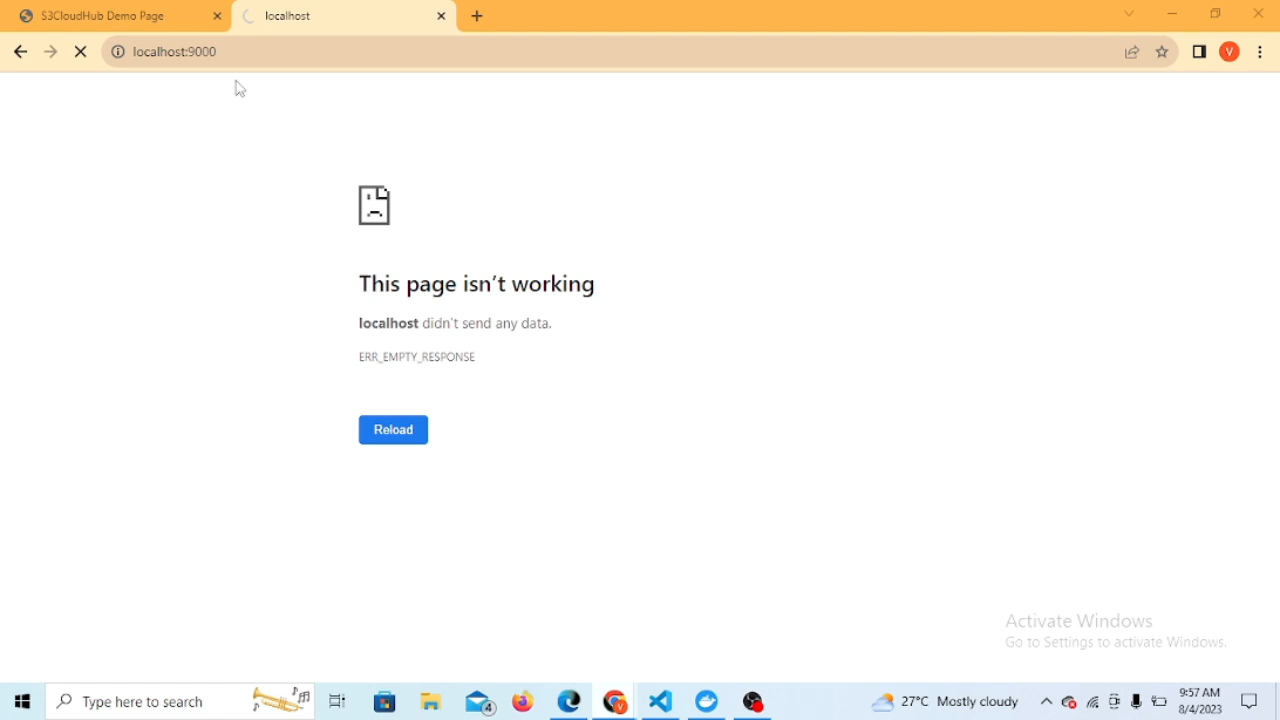 S3CloudHub Demo Page
localhost
localhost:9000
V
This page isn't working
localhost didn't send any data.
ERR_EMPTY_RESPONSE
Reload
Activate Windows
Go to Settings to activate Windows.
Type here to search
4
V
27°C Mostly cloudy
9:57 AM
8/4/2023